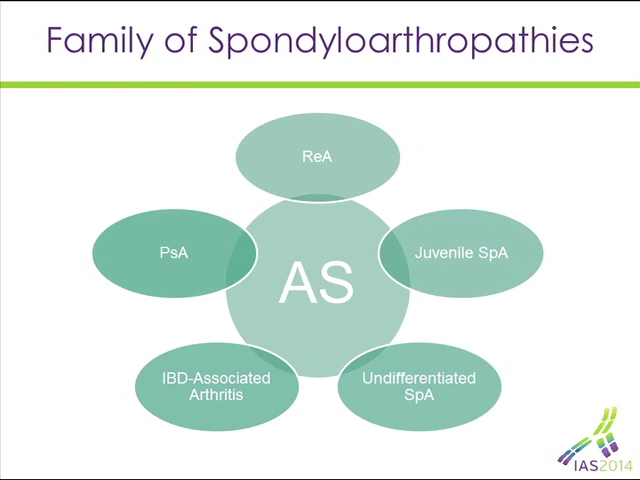 Family of Spondyloarthropathies
ReA
PsA
AS
Juvenile SpA
IBD-Associated
Arthritis
Undifferentiated
SpA
IAS2014